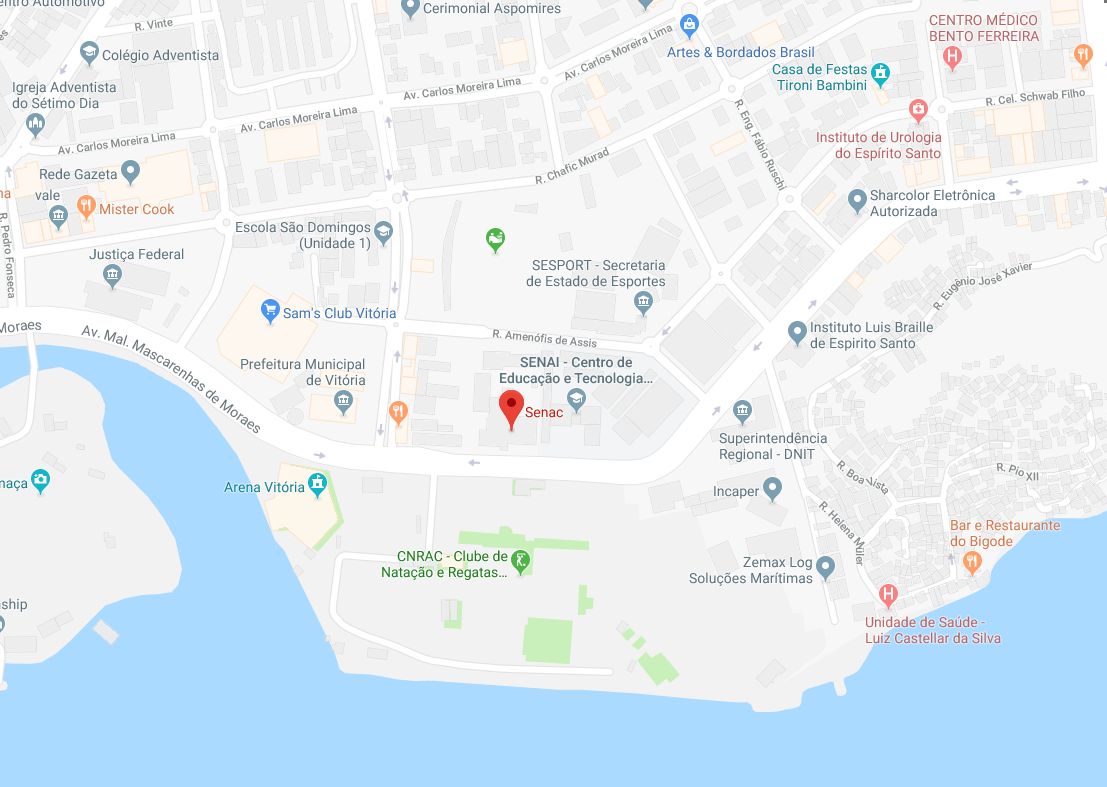 entro Automotivo
Cerimonial Aspomires
R. Vinte
Colégio Adventista
Av. Carlos Moreira Lima
Artes & Bordados Brasil
CENTRO MÉDICO
BENTO FERREIRA
Casa de Festas
Tironi Bambini
Igreja Adventista
do Sétimo Dia
Av. Carlos Moreira Lima
Av. Carlos Moreira Lima
Av. Carlos Moreira Lima
R. Cel. Schwab Filho
R. Eng. Fábio Ruschi
Instituto de Urologia
do Espírito Santo
R. Chafic Murad
Rede Gazeta
vale
na
Mister Cook
Sharcolor Eletrônica
Autorizada
R. Pedro Fonseca
Escola São Domingos
(Unidade 1)
Justiça Federal
SESPORT - Secretaria
de Estado de Esportes
R. Eugênio José Xavier
Sam's Club Vitória
Moraes
Av. Mal. Mascarenhas de Moraes
R. Amenófis de Assis
Instituto Luis Braille
de Espirito Santo
Prefeitura Municipal
de Vitória
SENAI - Centro de
Educação e Tecnologia...
Senac
Superintendência
Regional - DNIT
R. Boa Vista
R. Pio XII
naça
Arena Vitória
Incaper
R. Helena Müler
Bar e Restaurante
do Bigode
CNRAC - Clube de
Natação e Regatas...
Zemax Log
Soluções Marítimas
ship
Unidade de Saúde -
Luiz Castellar da Silva